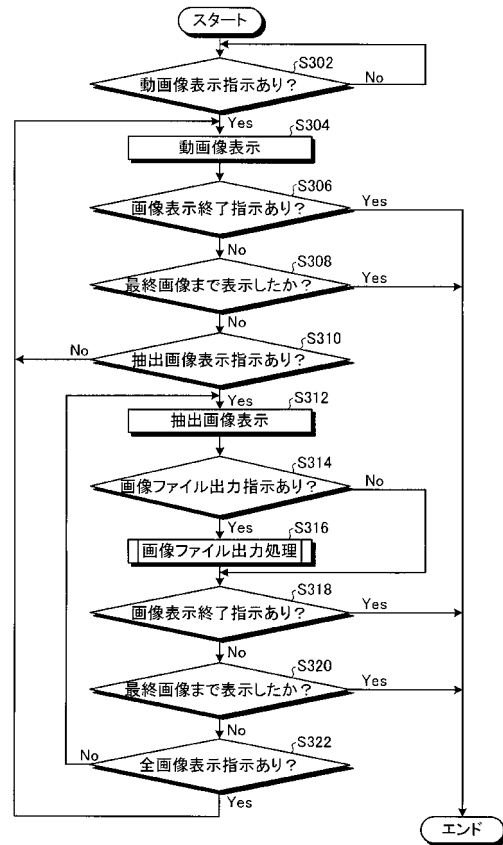 スタート
S302
動画像表示指示あり?
No
Yes
S304
動画像表示
S306
画像表示終了指示あり?
Yes
No
S308
最終画像まで表示したか?
Yes
No
S310
抽出画像表示指示あり?
No
Yes
S312
抽出画像表示
S314
画像ファイル出力指示あり?
No
Yes
S316
画像ファイル出力処理
S318
画像表示終了指示あり?
Yes
No
S320
最終画像まで表示したか?
Yes
No
S322
全画像表示指示あり?
No
Yes
エンド